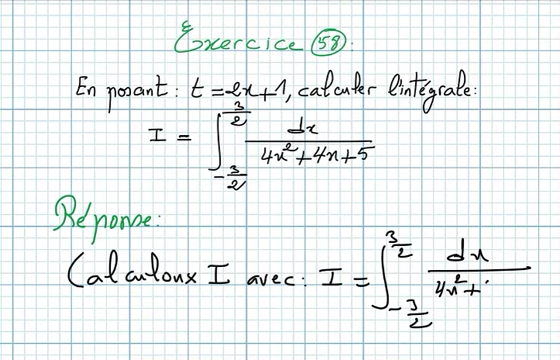 Exercice 58:
En posant: t = 2x+1, calculer l'intégrale:
I = ∫_{-3/2}^{3/2} dx / (4x²+4x+5)
Réponse:
Calculonx I avec: I = ∫_{-3/2}^{3/2} dx / (4x²+